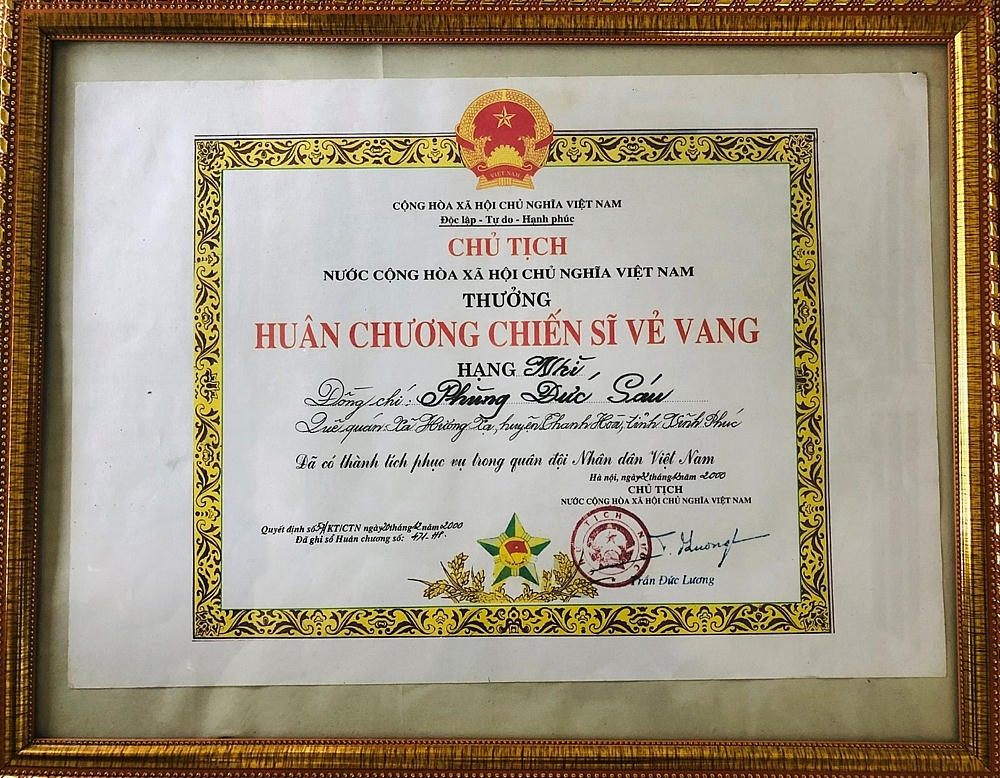 VIỆT NAM
CỘNG HÒA XÃ HỘI CHỦ NGHĨA VIỆT NAM
Độc lập - Tự do - Hạnh phúc
CHỦ TỊCH
NƯỚC CỘNG HÒA XÃ HỘI CHỦ NGHĨA VIỆT NAM
THƯỞNG
HUÂN CHƯƠNG CHIẾN SĨ VẺ VANG
HẠNG Nhì
Đồng chí: Phùng Đức Sáu
Quê quán: Xã Hương Xạ, huyện Thanh Hòa, tỉnh Vĩnh Phúc
Đã có thành tích phục vụ trong quân đội Nhân dân Việt Nam
Hà nội, ngày tháng năm 2000
CHỦ TỊCH
NƯỚC CỘNG HÒA XÃ HỘI CHỦ NGHĨA VIỆT NAM
Quyết định số KT/CTN ngày tháng năm 2000
Đã ghi sổ Huân chương số:
Trần Đức Lương